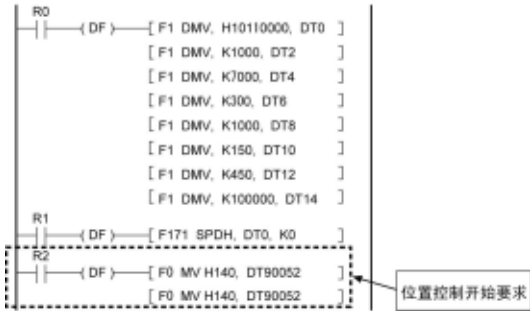 R0
( DF ) [ F1 DMV, H10110000, DT0 ]
[ F1 DMV, K1000, DT2 ]
[ F1 DMV, K7000, DT4 ]
[ F1 DMV, K300, DT6 ]
[ F1 DMV, K1000, DT8 ]
[ F1 DMV, K150, DT10 ]
[ F1 DMV, K450, DT12 ]
[ F1 DMV, K100000, DT14 ]
R1
( DF ) [ F171 SPDH, DT0, K0 ]
R2
( DF ) [ F0 MV H140, DT90052 ]
[ F0 MV H140, DT90052 ]
位置控制开始要求